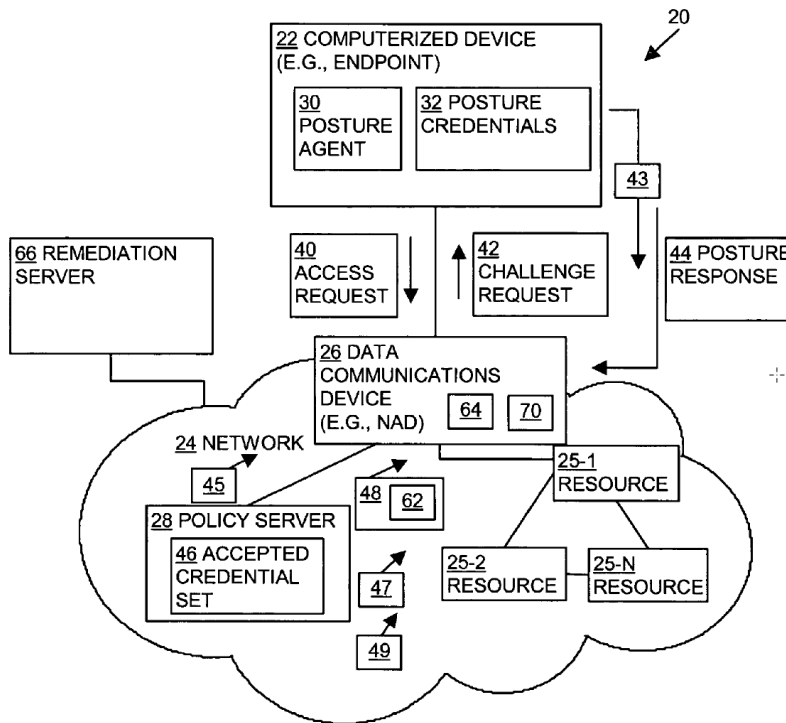 20
22 COMPUTERIZED DEVICE
(E.G., ENDPOINT)
30
POSTURE
AGENT
32 POSTURE
CREDENTIALS
43
66 REMEDIATION
SERVER
40
ACCESS
REQUEST
42
CHALLENGE
REQUEST
44 POSTURE
RESPONSE
26 DATA
COMMUNICATIONS
DEVICE
(E.G., NAD)
64
70
24 NETWORK
45
48
62
25-1
RESOURCE
28 POLICY SERVER
46 ACCEPTED
CREDENTIAL
SET
47
25-2
RESOURCE
25-N
RESOURCE
49